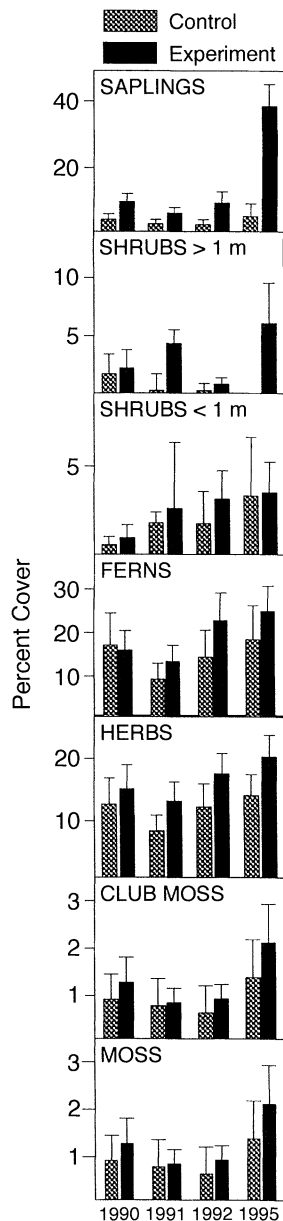 Control
Experiment
SAPLINGS
40
20
SHRUBS > 1 m
10
5
SHRUBS < 1 m
5
Percent Cover
FERNS
30
20
10
HERBS
20
10
CLUB MOSS
3
2
1
MOSS
3
2
1
1990 1991 1992 1995